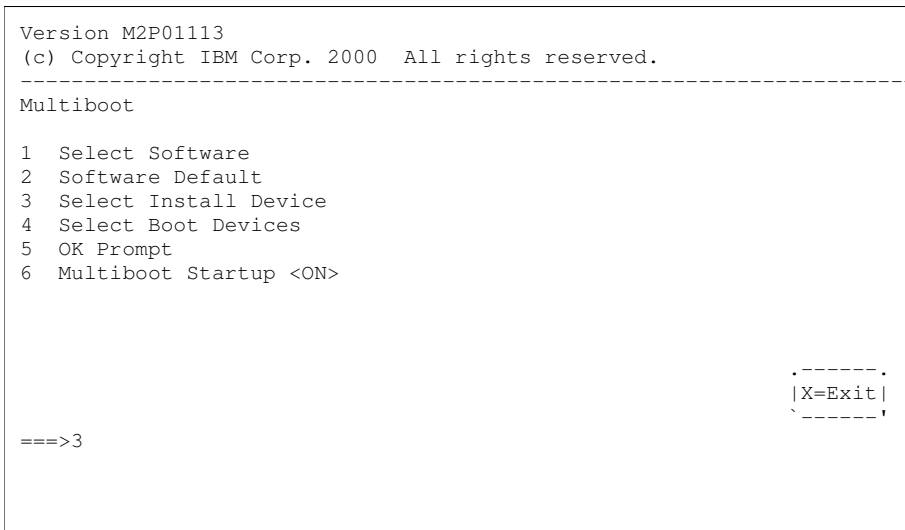 Version M2P01113
(c) Copyright IBM Corp. 2000  All rights reserved.
----------------------------------------------------------------------
Multiboot
1  Select Software
2  Software Default
3  Select Install Device
4  Select Boot Devices
5  OK Prompt
6  Multiboot Startup <ON>
.------.
|X=Exit|
`------'
===>3